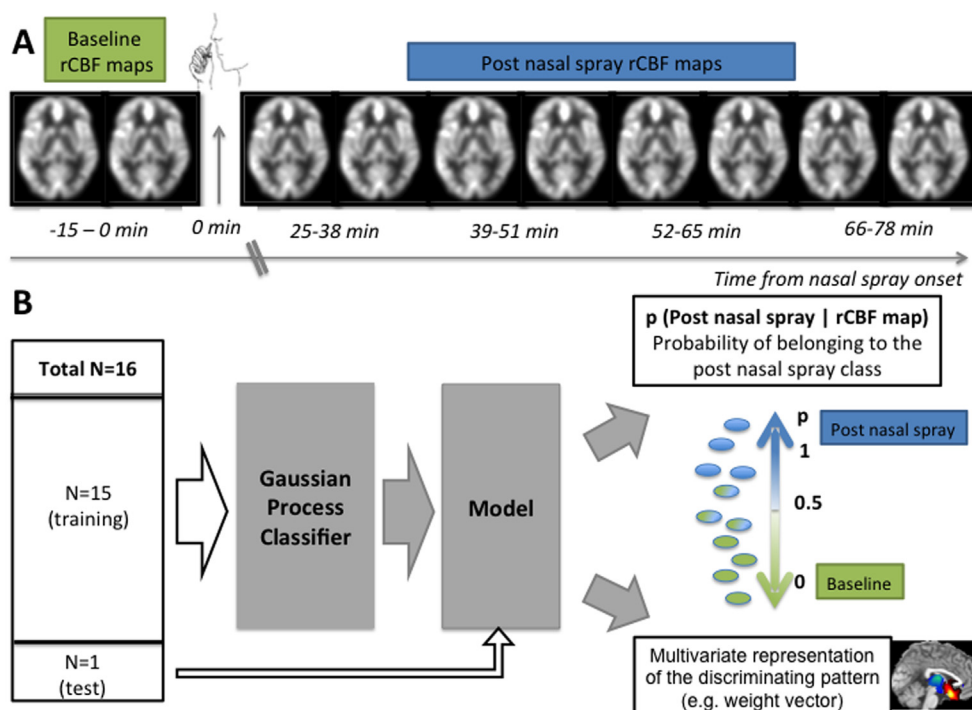 A
Baseline
rCBF maps
Post nasal spray rCBF maps
-15 – 0 min
0 min
25-38 min
39-51 min
52-65 min
66-78 min
Time from nasal spray onset
B
Total N=16
N=15
(training)
N=1
(test)
Gaussian
Process
Classifier
Model
p (Post nasal spray | rCBF map)
Probability of belonging to the
post nasal spray class
p
Post nasal spray
1
0.5
0
Baseline
Multivariate representation
of the discriminating pattern
(e.g. weight vector)